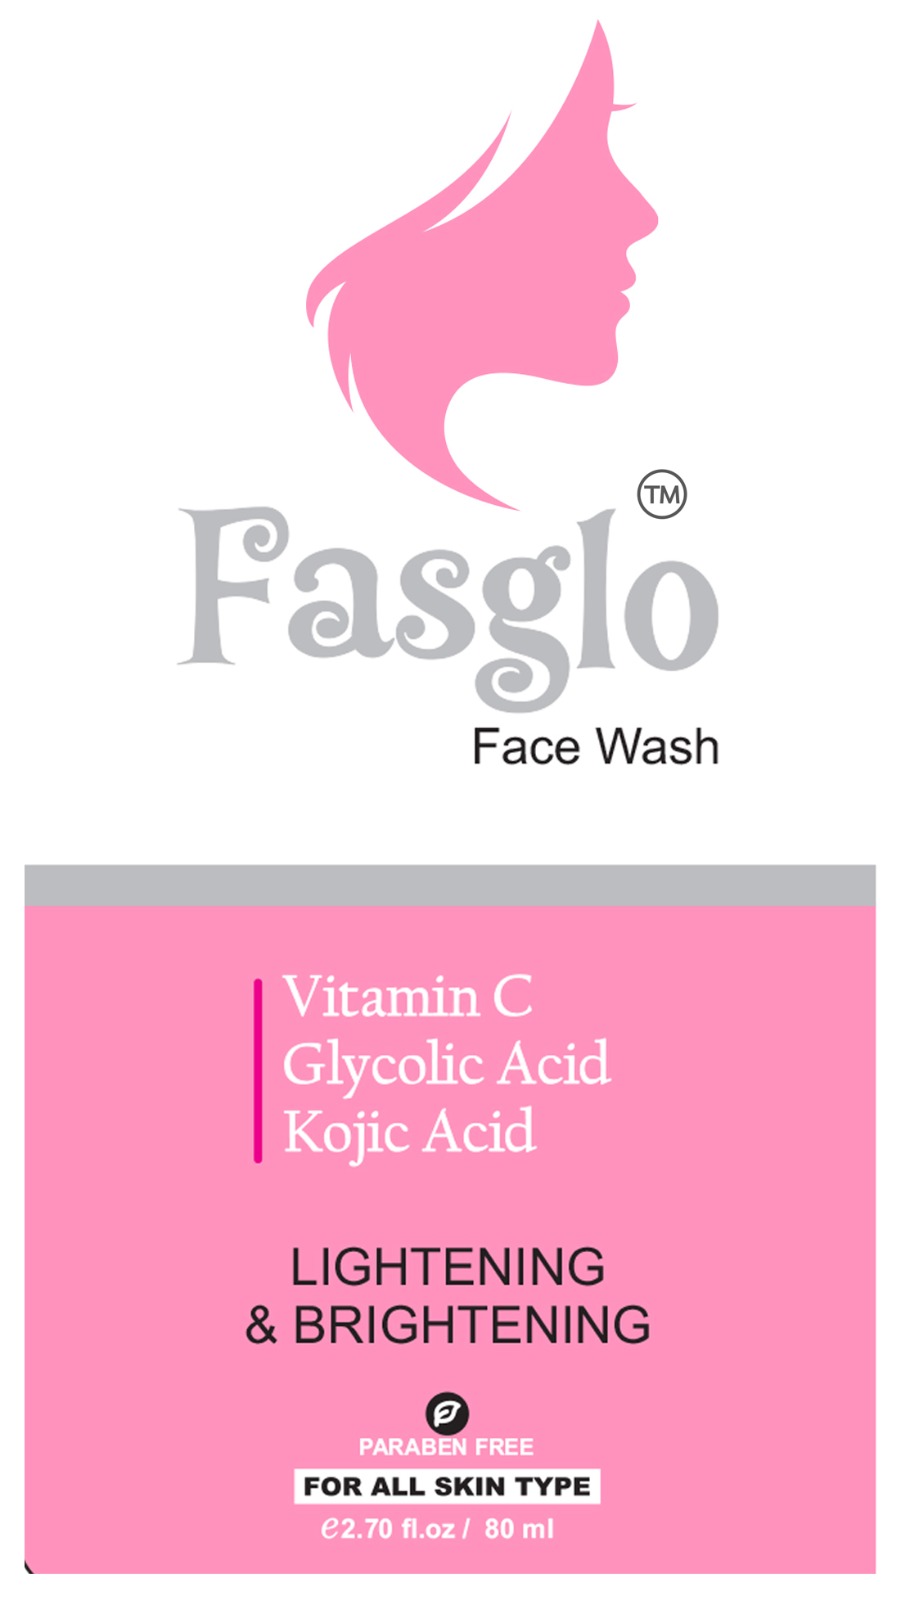 TM
Fasglo
Face Wash
Vitamin C
Glycolic Acid
Kojic Acid
LIGHTENING
& BRIGHTENING
PARABEN FREE
FOR ALL SKIN TYPE
e2.70 fl.oz / 80 ml